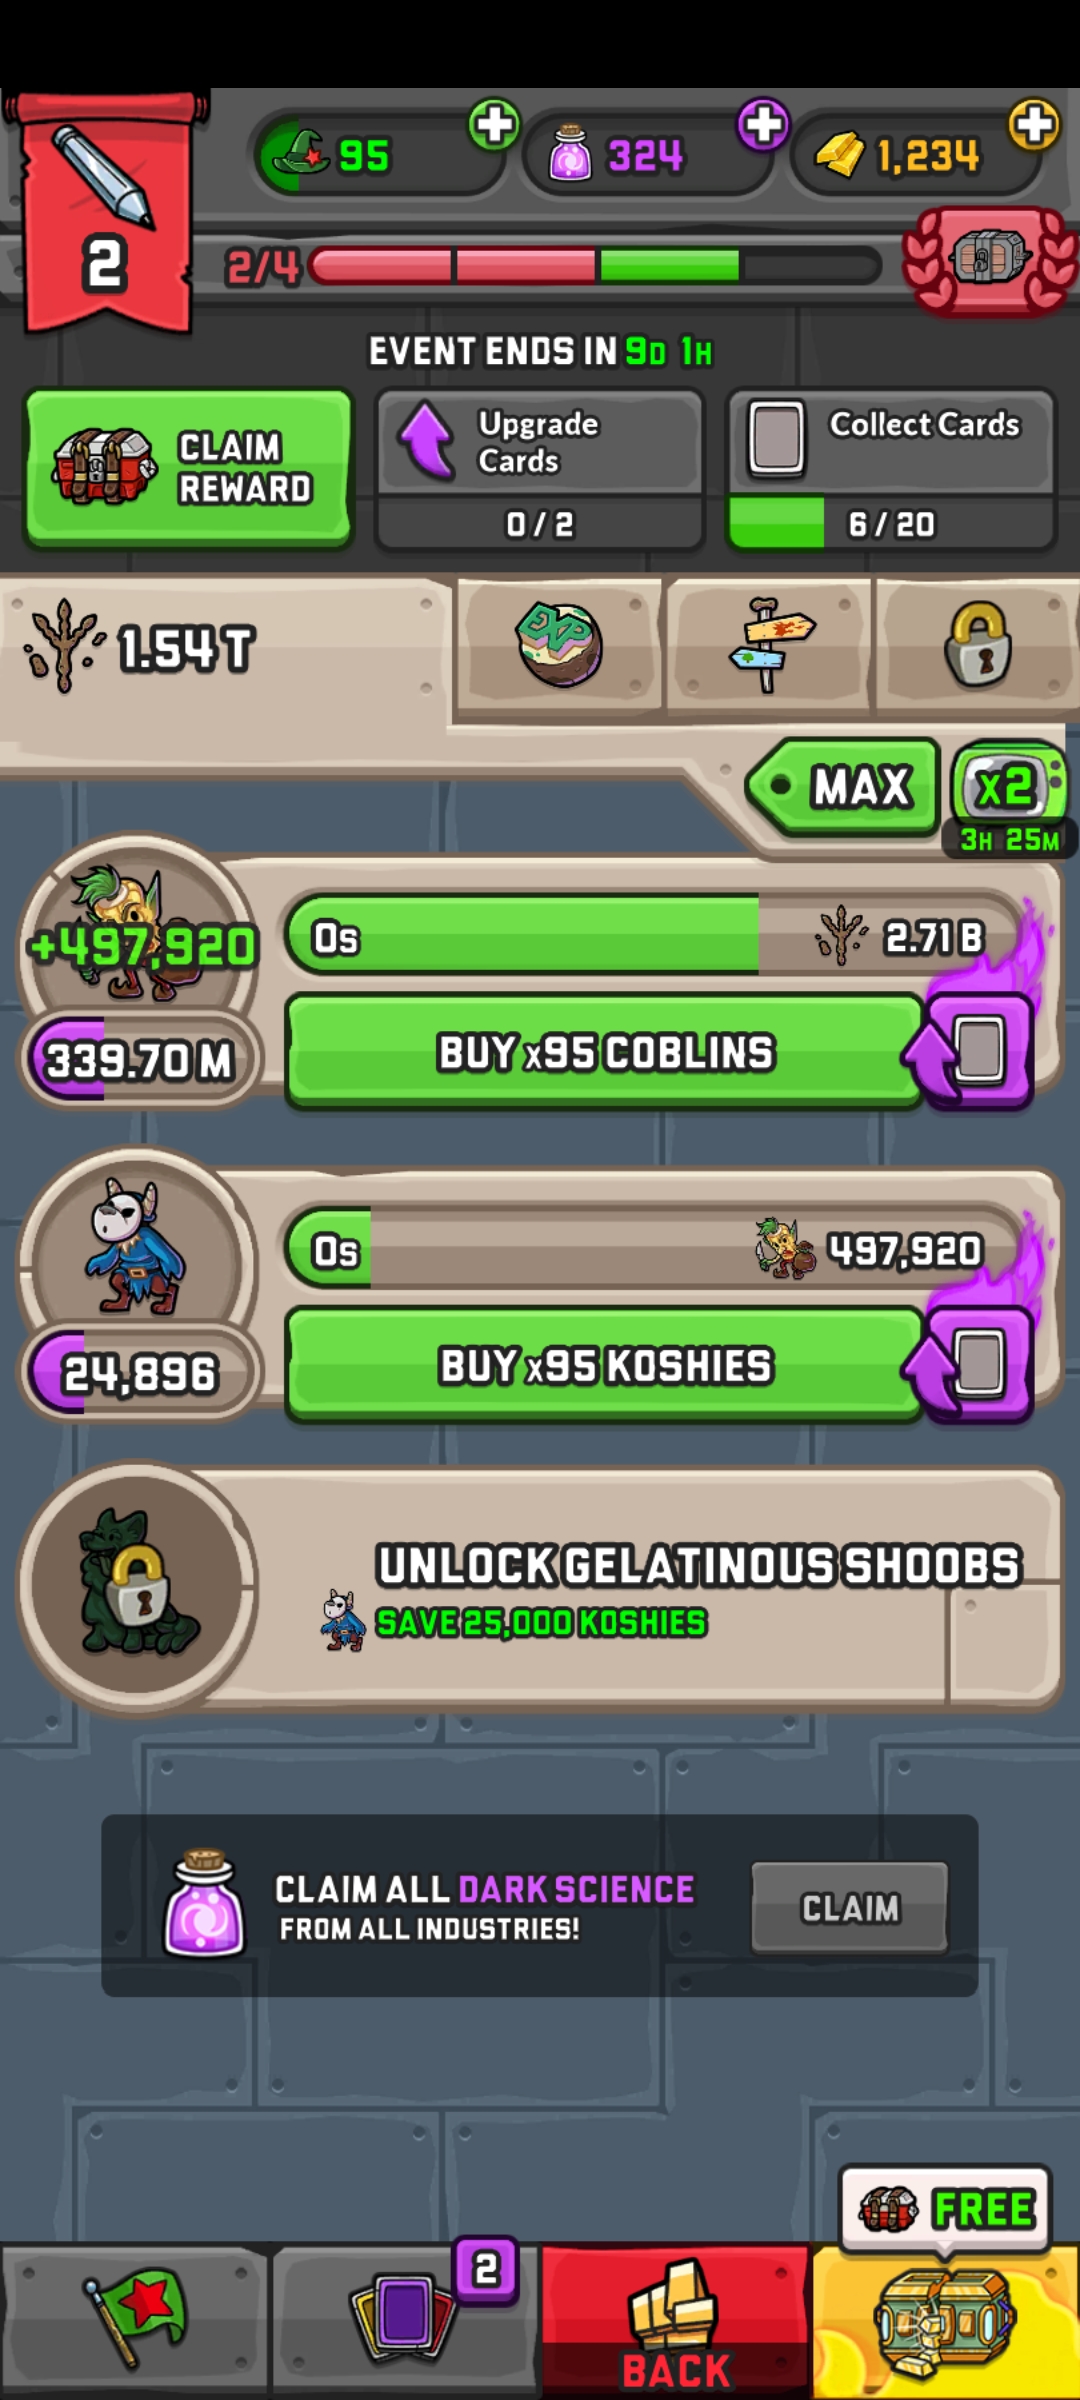 95
324
1,234
2
2/4
EVENT ENDS IN 9D 1H
CLAIM REWARD
Upgrade Cards
0 / 2
Collect Cards
6 / 20
1.54 T
EXP
MAX
x2
3H 25M
+497,920
0s
2.71 B
339.70 M
BUY x95 COBLINS
0s
497,920
24,896
BUY x95 KOSHIES
UNLOCK GELATINOUS SHOOBS
SAVE 25,000 KOSHIES
CLAIM ALL DARK SCIENCE
FROM ALL INDUSTRIES!
CLAIM
FREE
2
BACK